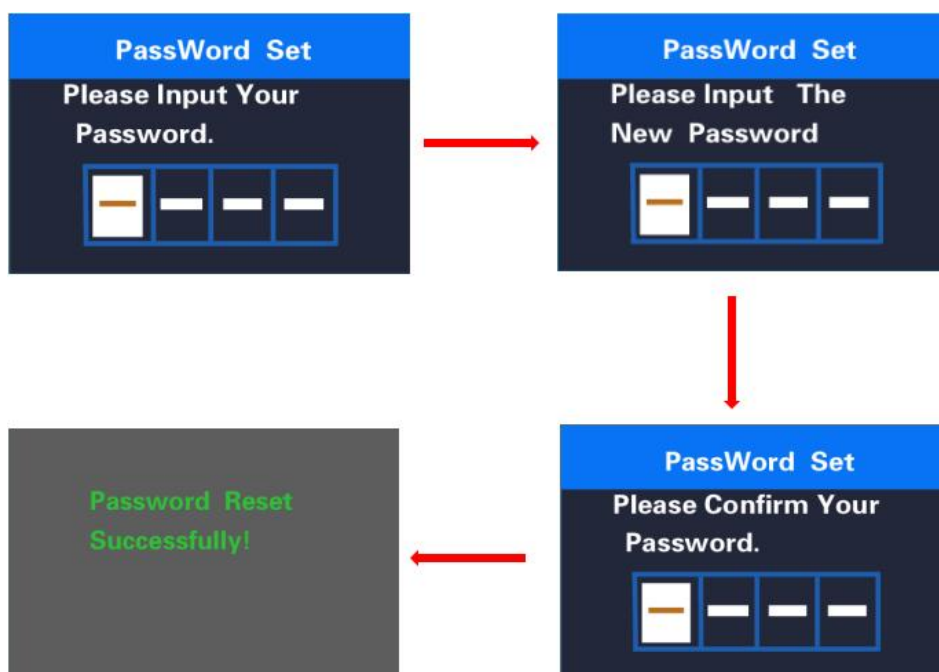 PassWord Set
Please Input Your
Password.
PassWord Set
Please Input The
New Password
PassWord Set
Please Confirm Your
Password.
Password Reset
Successfully!